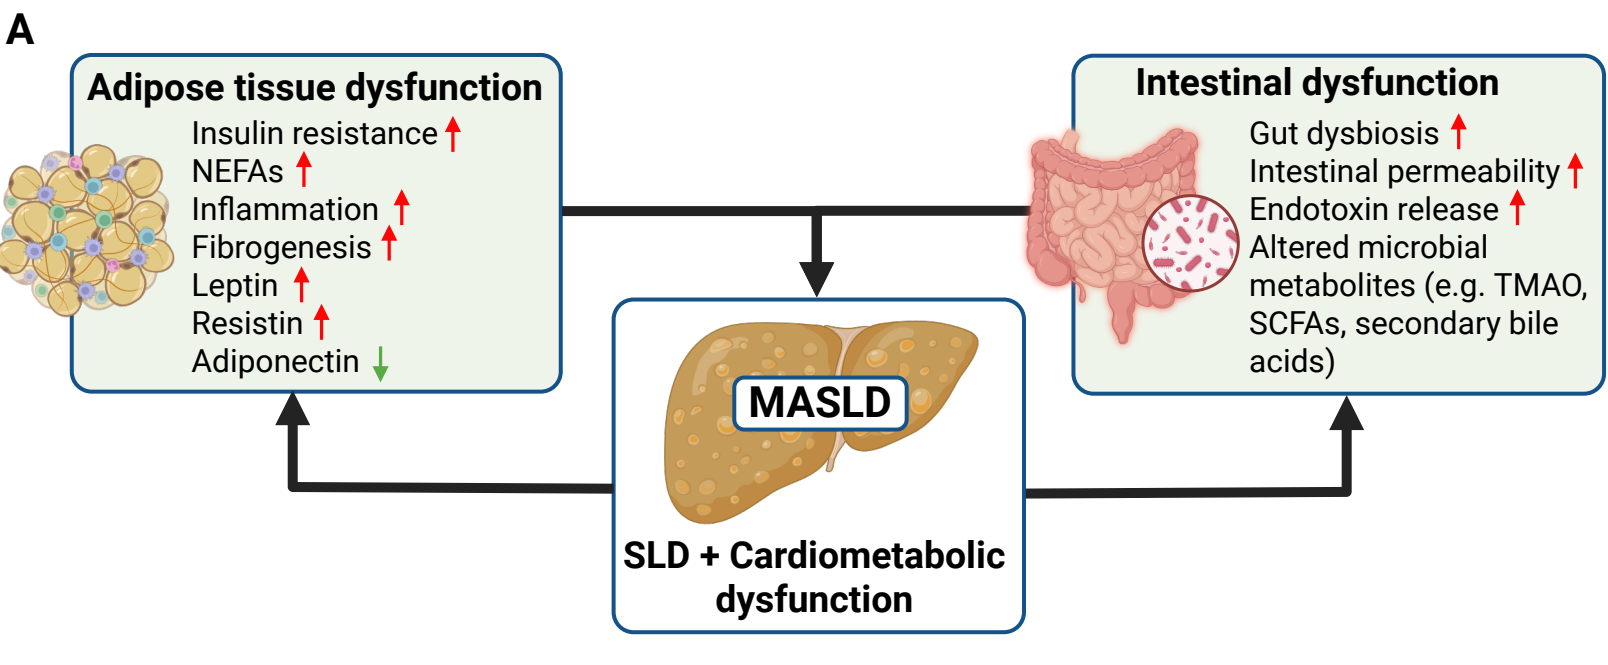 A
Adipose tissue dysfunction
Insulin resistance
NEFAs
Inflammation
Fibrogenesis
Leptin
Resistin
Adiponectin
Intestinal dysfunction
Gut dysbiosis
Intestinal permeability
Endotoxin release
Altered microbial
metabolites (e.g. TMAO,
SCFAs, secondary bile
acids)
MASLD
SLD + Cardiometabolic
dysfunction